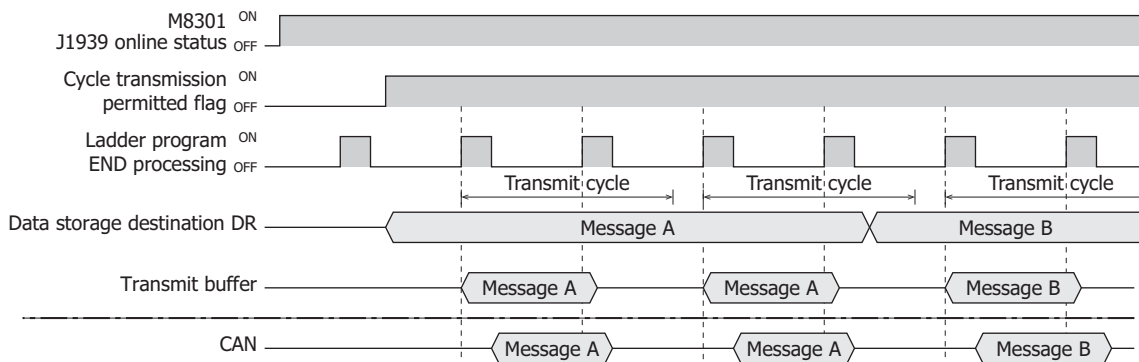 M8301 ON
J1939 online status OFF
Cycle transmission ON
permitted flag OFF
Ladder program ON
END processing OFF
Transmit cycle Transmit cycle Transmit cycle
Data storage destination DR Message A Message B
Transmit buffer Message A Message A Message B
CAN Message A Message A Message B